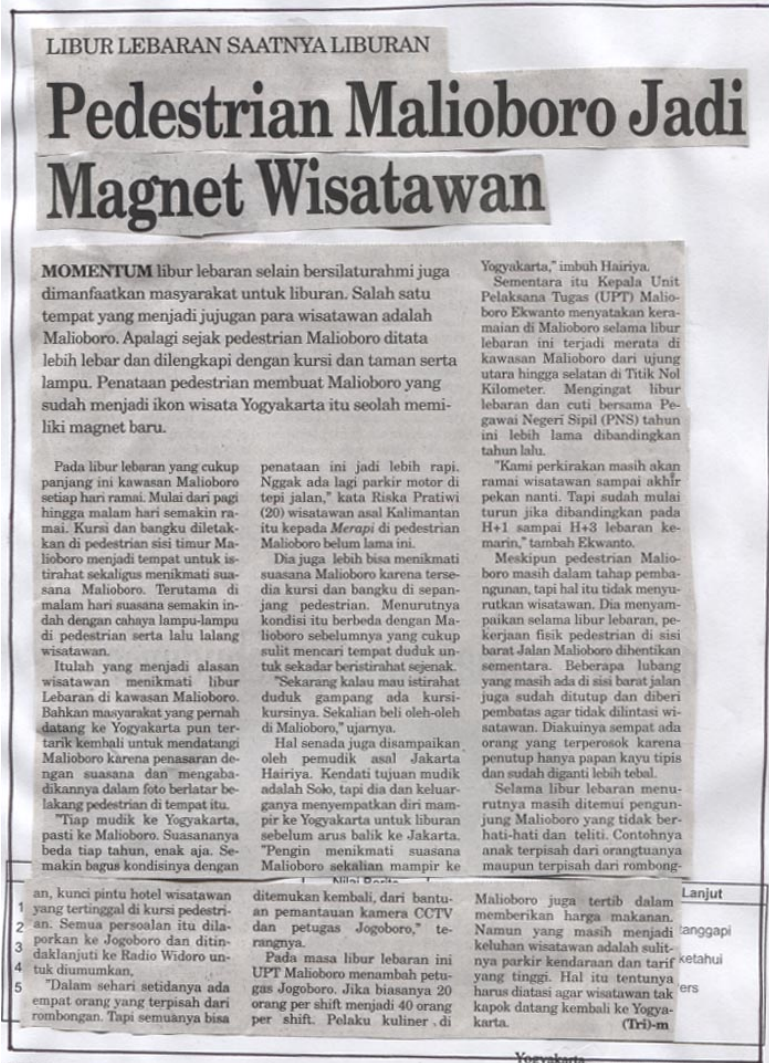 LIBUR LEBARAN SAATNYA LIBURAN
Pedestrian Malioboro Jadi
Magnet Wisatawan
MOMENTUM libur lebaran selain bersilaturahmi juga
dimanfaatkan masyarakat untuk liburan. Salah satu
tempat yang menjadi jujugan para wisatawan adalah
Malioboro. Apalagi sejak pedestrian Malioboro ditata
lebih lebar dan dilengkapi dengan kursi dan taman serta
lampu. Penataan pedestrian membuat Malioboro yang
sudah menjadi ikon wisata Yogyakarta itu seolah memi-
liki magnet baru.
Pada libur lebaran yang cukup
panjang ini kawasan Malioboro
setiap hari ramai. Mulai dari pagi
hingga malam hari semakin ra-
mai. Kursi dan bangku diletak-
kan di pedestrian sisi timur Ma-
lioboro menjadi tempat untuk is-
tirahat sekaligus menikmati sua-
sana Malioboro. Terutama di
malam hari suasana semakin in-
dah dengan cahaya lampu-lampu
di pedestrian serta lalu lalang
wisatawan.
Itulah yang menjadi alasan
wisatawan menikmati libur
Lebaran di kawasan Malioboro.
Bahkan masyarakat yang pernah
datang ke Yogyakarta pun ter-
tarik kembali untuk mendatangi
Malioboro karena penasaran de-
ngan suasana dan mengaba-
dikannya dalam foto berlatar be-
lakang pedestrian di tempat itu.
"Tiap mudik ke Yogyakarta,
pasti ke Malioboro. Suasananya
beda tiap tahun, enak aja. Se-
makin bagus kondisinya dengan
penataan ini jadi lebih rapi.
Nggak ada lagi parkir motor di
tepi jalan," kata Riska Pratiwi
(20) wisatawan asal Kalimantan
itu kepada Merapi di pedestrian
Malioboro belum lama ini.
Dia juga lebih bisa menikmati
suasana Malioboro karena terse-
dia kursi dan bangku di sepan-
jang pedestrian. Menurutnya
kondisi itu berbeda dengan Ma-
lioboro sebelumnya yang cukup
sulit mencari tempat duduk un-
tuk sekadar beristirahat sejenak.
"Sekarang kalau mau istirahat
duduk gampang ada kursi-
kursinya. Sekalian beli oleh-oleh
di Malioboro," ujarnya.
Hal senada juga disampaikan
oleh pemudik asal Jakarta
Hairiya. Kendati tujuan mudik
adalah Solo, tapi dia dan keluar-
ganya menyempatkan diri mam-
pir ke Yogyakarta untuk liburan
sebelum arus balik ke Jakarta.
"Pengin menikmati suasana
Malioboro sekalian mampir ke
Yogyakarta," imbuh Hairiya.
Sementara itu Kepala Unit
Pelaksana Tugas (UPT) Malio-
boro Ekwanto menyatakan kera-
maian di Malioboro selama libur
lebaran ini terjadi merata di
kawasan Malioboro dari ujung
utara hingga selatan di Titik Nol
Kilometer. Mengingat libur
lebaran dan cuti bersama Pe-
gawai Negeri Sipil (PNS) tahun
ini lebih lama dibandingkan
tahun lalu.
"Kami perkirakan masih akan
ramai wisatawan sampai akhir
pekan nanti. Tapi sudah mulai
turun jika dibandingkan pada
H+1 sampai H+3 lebaran ke-
marin," tambah Ekwanto.
Meskipun pedestrian Malio-
boro masih dalam tahap pemba-
ngunan, tapi hal itu tidak menyu-
rutkan wisatawan. Dia menyam-
paikan selama libur lebaran, pe-
kerjaan fisik pedestrian di sisi
barat Jalan Malioboro dihentikan
sementara. Beberapa lubang
yang masih ada di sisi barat jalan
juga sudah ditutup dan diberi
pembatas agar tidak dilintasi wi-
satawan. Diakuinya sempat ada
orang yang terperosok karena
penutup hanya papan kayu tipis
dan sudah diganti lebih tebal.
Selama libur lebaran menu-
rutnya masih ditemui pengun-
jung Malioboro yang tidak ber-
hati-hati dan teliti. Contohnya
anak terpisah dari orangtuanya
maupun terpisah dari rombong-
an, kunci pintu hotel wisatawan
yang tertinggal di kursi pedestri-
an. Semua persoalan itu dila-
porkan ke Jogoboro dan ditin-
daklanjuti ke Radio Widoro un-
tuk diumumkan,
"Dalam sehari setidanya ada
empat orang yang terpisah dari
rombongan. Tapi semuanya bisa
ditemukan kembali, dari bantu-
an pemantauan kamera CCTV
dan petugas Jogoboro," te-
rangnya.
Pada masa libur lebaran ini
UPT Malioboro menambah petu-
gas Jogoboro. Jika biasanya 20
orang per shift menjadi 40 orang
per shift. Pelaku kuliner di
Malioboro juga tertib dalam
memberikan harga makanan.
Namun yang masih menjadi
keluhan wisatawan adalah sulit-
nya parkir kendaraan dan tarif
yang tinggi. Hal itu tentunya
harus diatasi agar wisatawan tak
kapok datang kembali ke Yogya-
karta. (Tri)-m
Lanjut
1
2
3
4
5
tanggapi
ketahui
ers
Yogyakarta